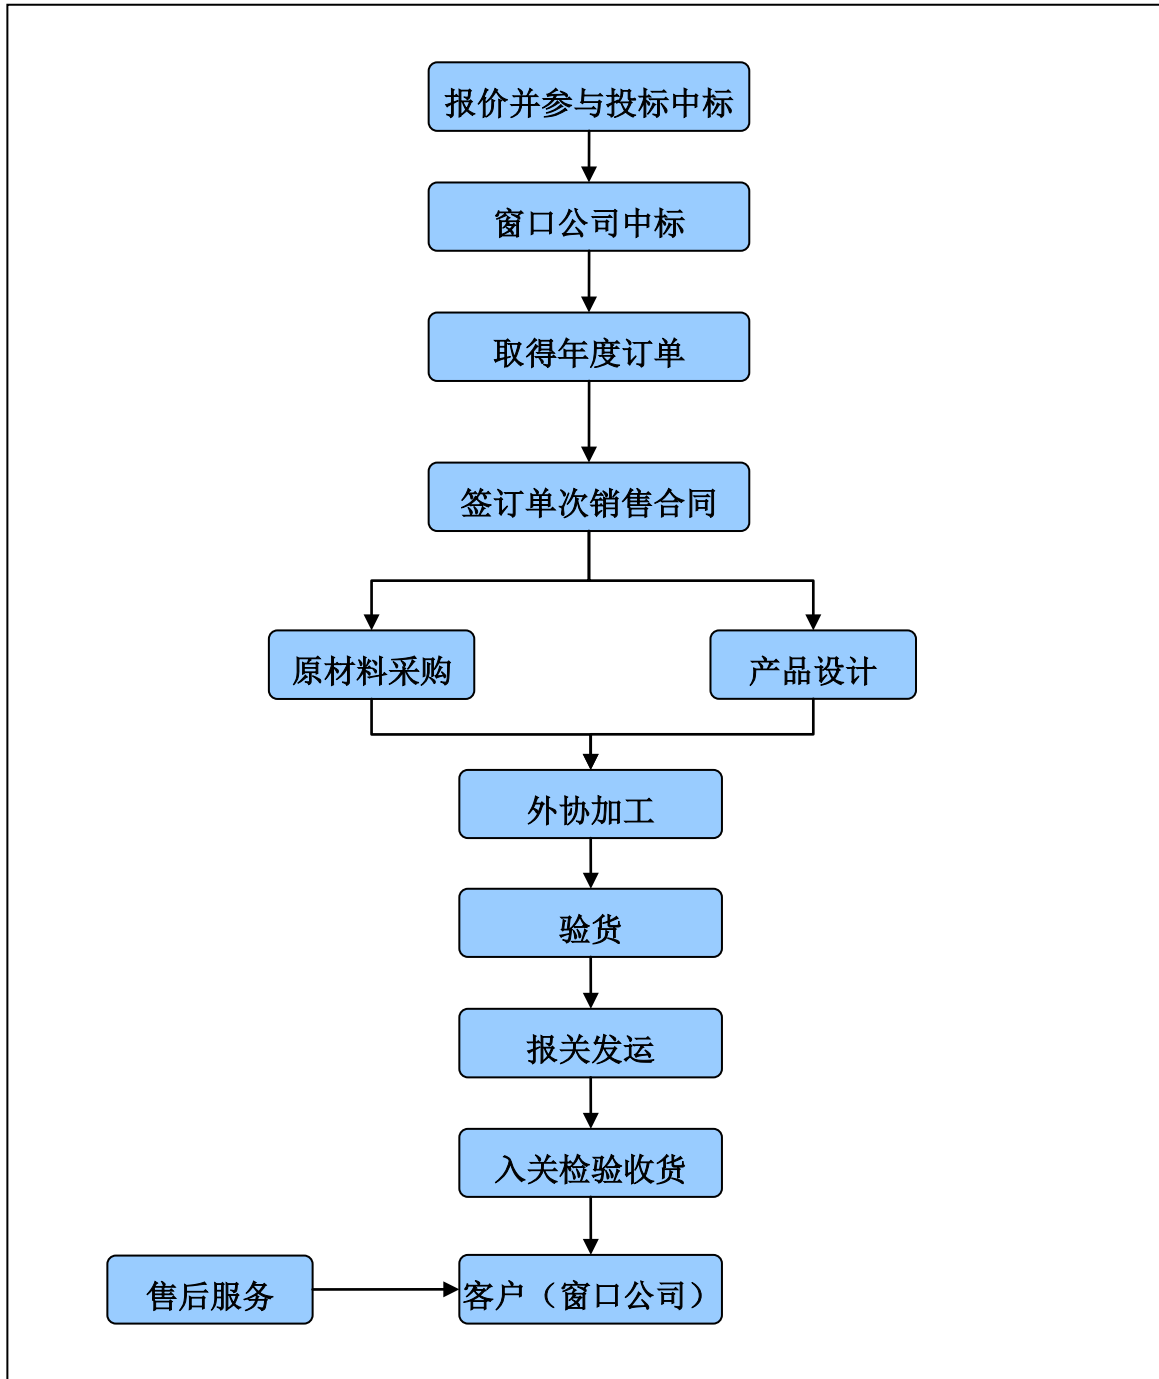 报价并参与投标中标
窗口公司中标
取得年度订单
签订单次销售合同
原材料采购
产品设计
外协加工
验货
报关发运
入关检验收货
售后服务
客户（窗口公司）